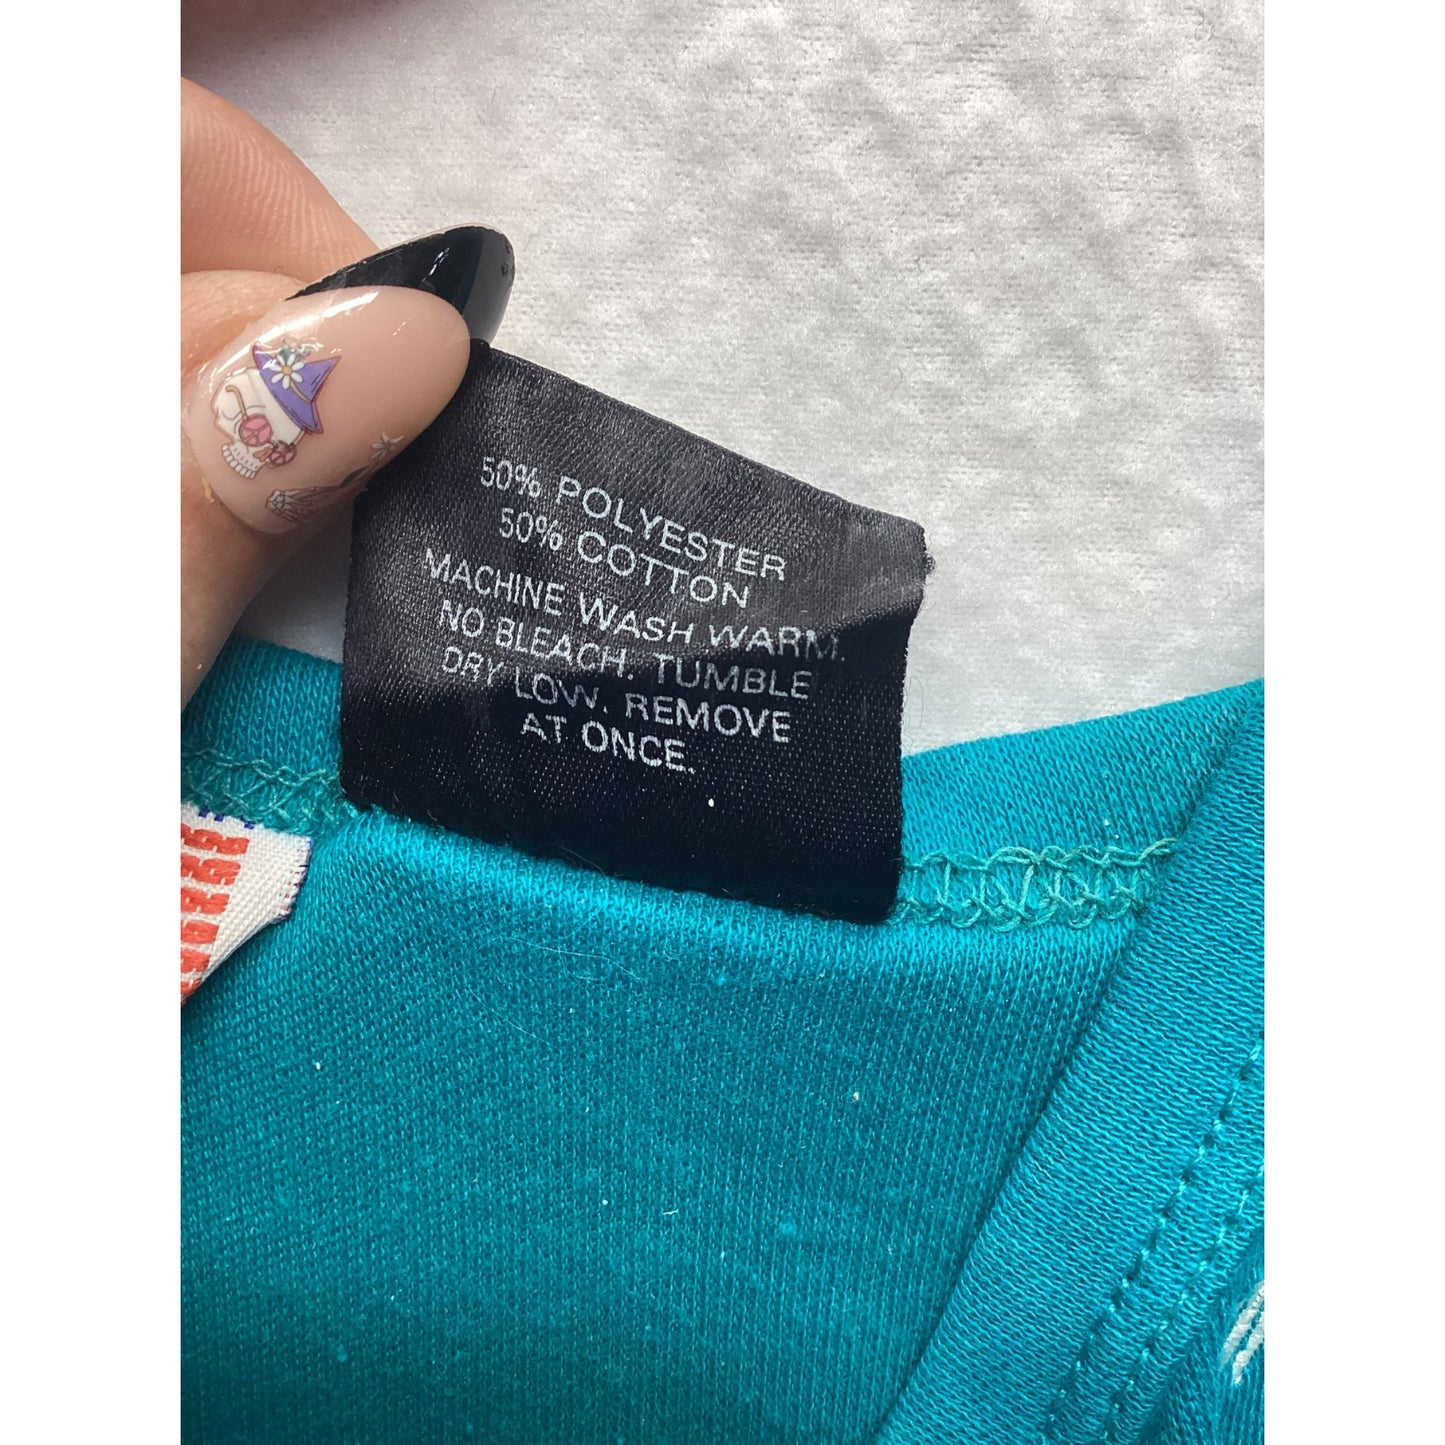 50% POLYESTER
50% COTTON
MACHINE WASH WARM.
NO BLEACH. TUMBLE
DRY LOW. REMOVE
AT ONCE.